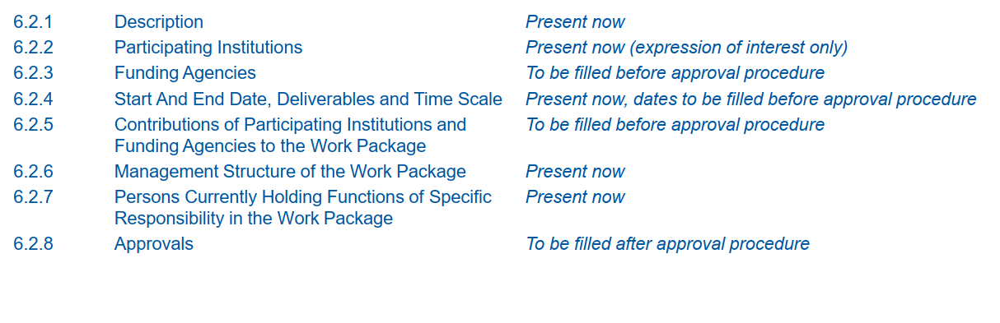 6.2.1 Description Present now
6.2.2 Participating Institutions Present now (expression of interest only)
6.2.3 Funding Agencies To be filled before approval procedure
6.2.4 Start And End Date, Deliverables and Time Scale Present now, dates to be filled before approval procedure
6.2.5 Contributions of Participating Institutions and To be filled before approval procedure
Funding Agencies to the Work Package
6.2.6 Management Structure of the Work Package Present now
6.2.7 Persons Currently Holding Functions of Specific Present now
Responsibility in the Work Package
6.2.8 Approvals To be filled after approval procedure